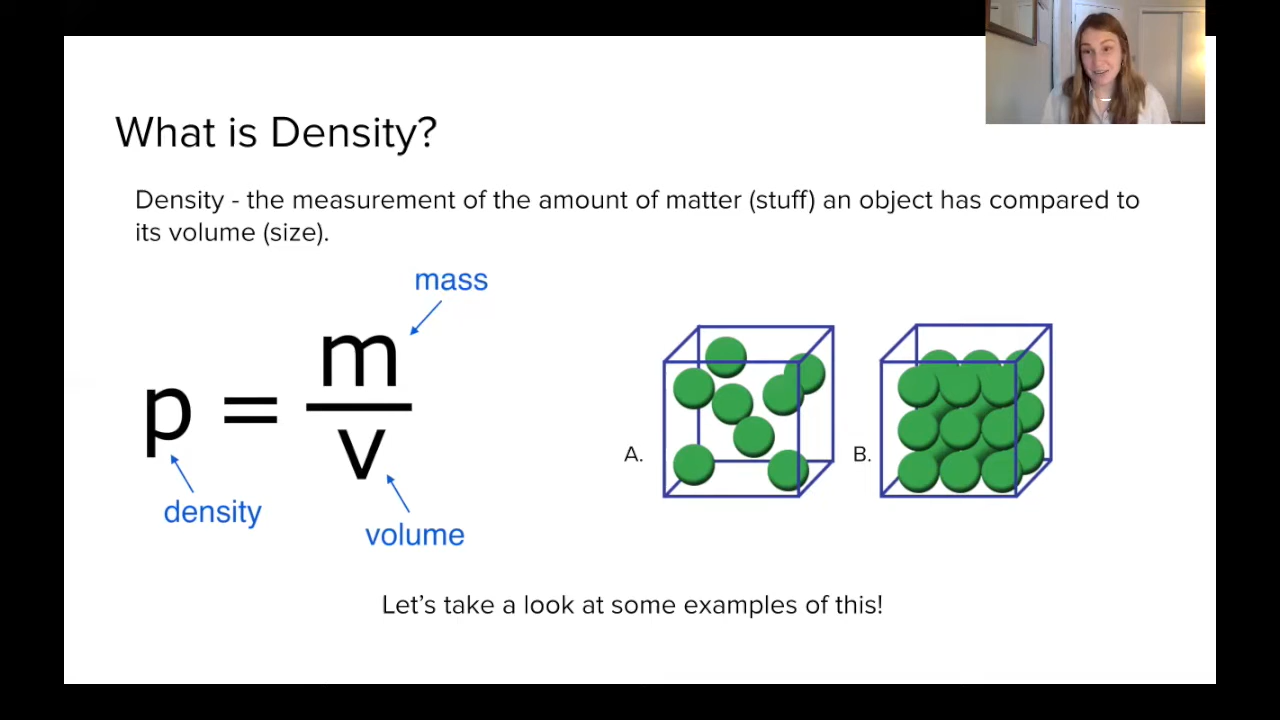 What is Density?
Density - the measurement of the amount of matter (stuff) an object has compared to
its volume (size).
mass
p = m
v
density
volume
A.
B.
Let's take a look at some examples of this!